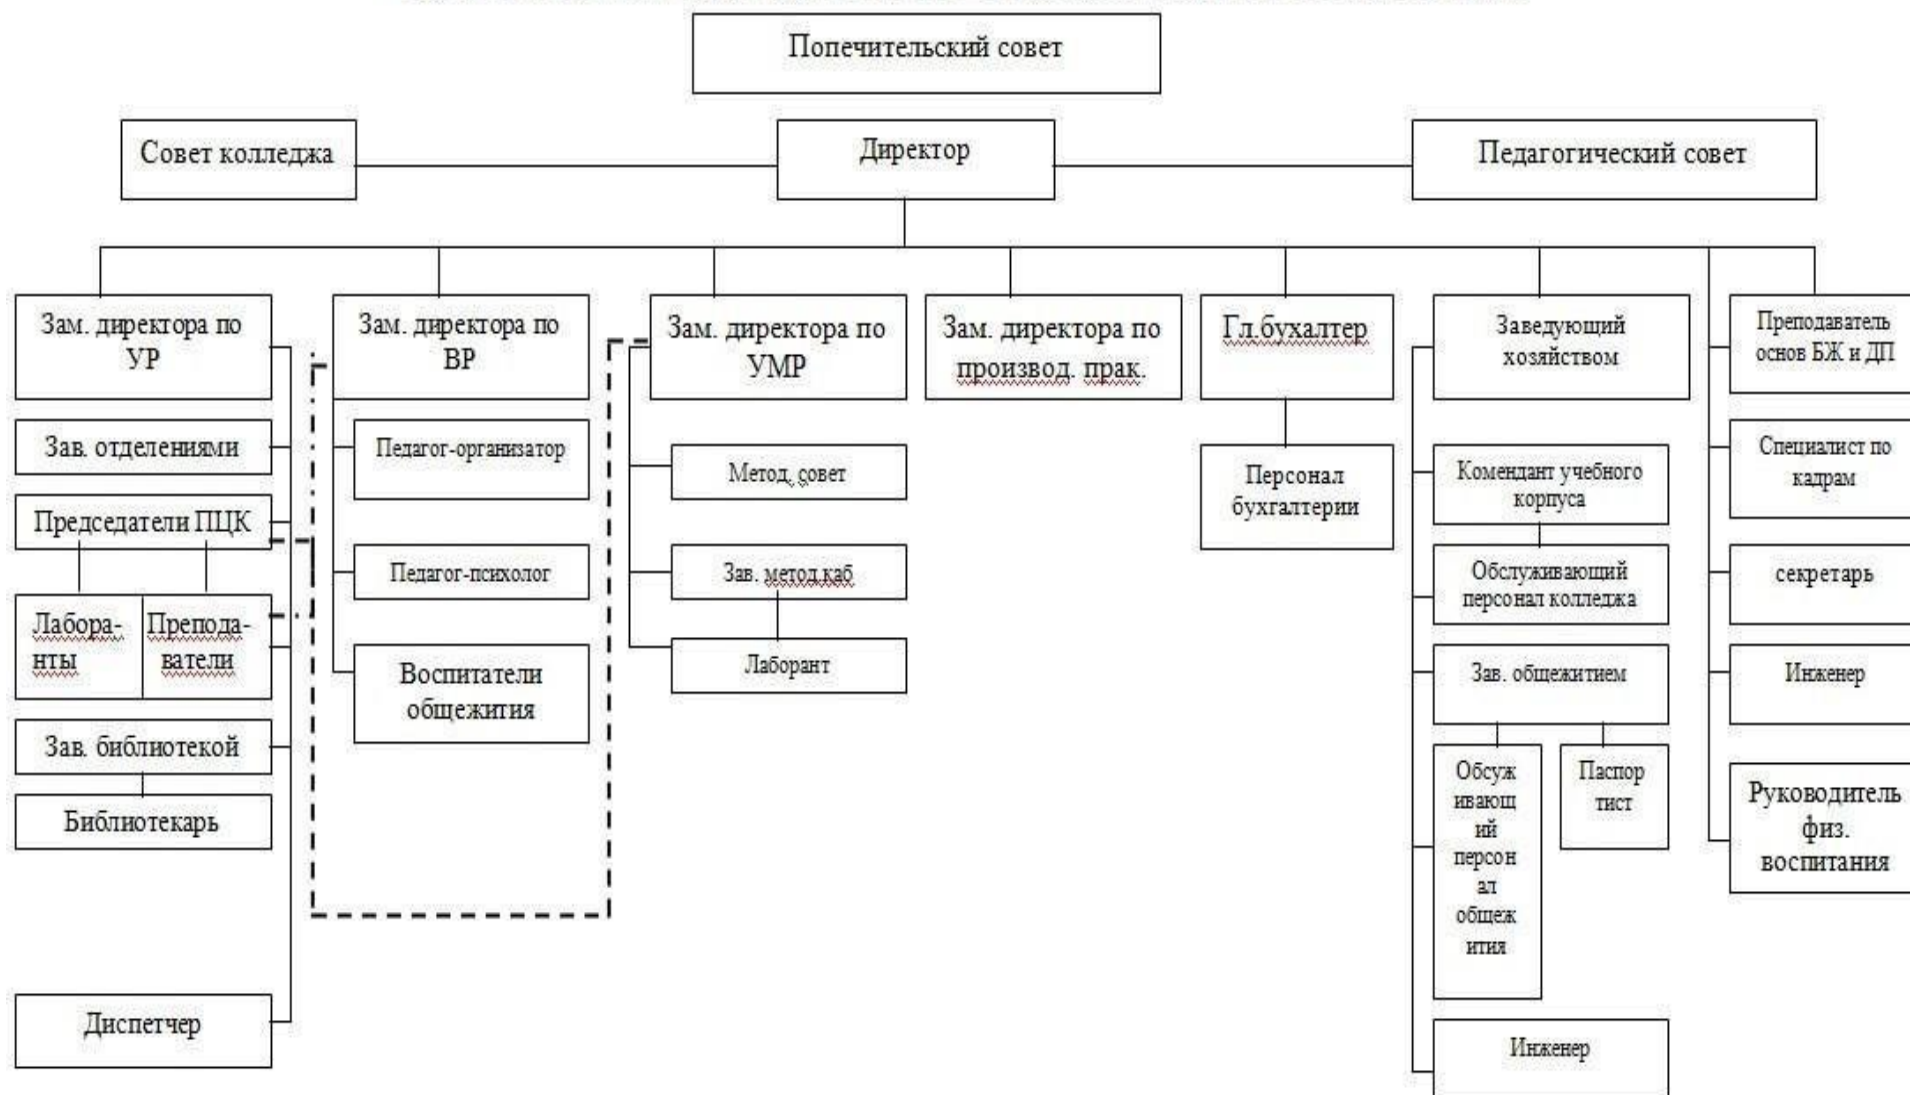 Попечительский совет
Совет колледжа
Директор
Педагогический совет
Зам. директора по
УР
Зам. директора по
ВР
Зам. директора по
УМР
Зам. директора по
производ. прак.
Гл.бухалтер
Заведующий
хозяйством
Преподаватель
основ БЖ и ДП
Зав. отделениями
Председатели ПЦК
Лабора-
нты
Препода-
ватели
Зав. библиотекой
Библиотекарь
Диспетчер
Педагог-организатор
Педагог-психолог
Воспитатели
общежития
Метод. совет
Зав. метод.каб
Лаборант
Персонал
бухгалтерии
Комендант учебного
корпуса
Обслуживающий
персонал колледжа
Зав. общежитием
Обсуж
ивающ
ий
персон
ал
общеж
ития
Паспор
тист
Инженер
Специалист по
кадрам
секретарь
Инженер
Руководитель
физ.
воспитания